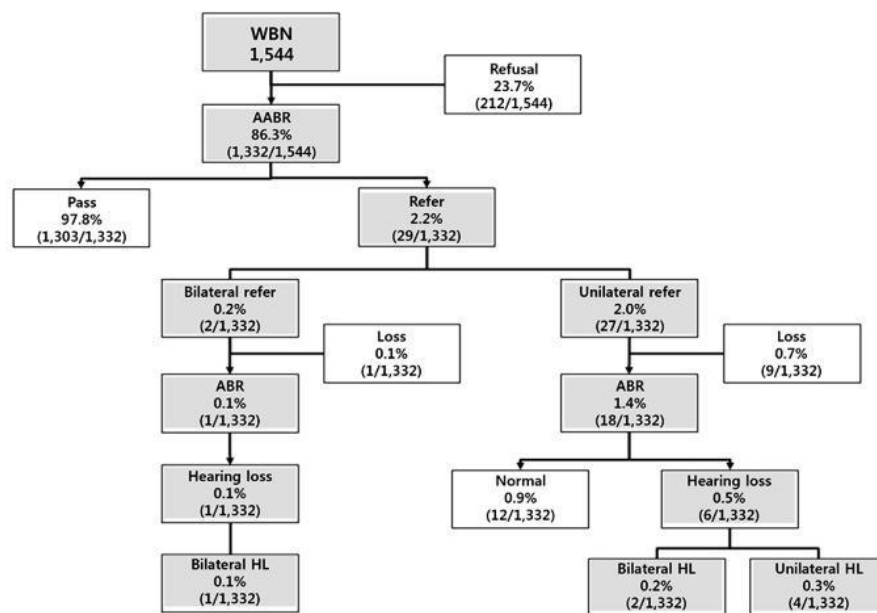 WBN
1,544
Refusal
23.7%
(212/1,544)
AABR
86.3%
(1,332/1,544)
Pass
97.8%
(1,303/1,332)
Refer
2.2%
(29/1,332)
Bilateral refer
0.2%
(2/1,332)
Unilateral refer
2.0%
(27/1,332)
Loss
0.1%
(1/1,332)
Loss
0.7%
(9/1,332)
ABR
0.1%
(1/1,332)
ABR
1.4%
(18/1,332)
Hearing loss
0.1%
(1/1,332)
Normal
0.9%
(12/1,332)
Hearing loss
0.5%
(6/1,332)
Bilateral HL
0.1%
(1/1,332)
Bilateral HL
0.2%
(2/1,332)
Unilateral HL
0.3%
(4/1,332)